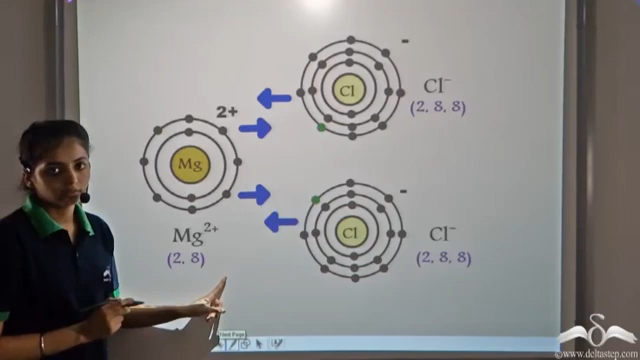 -
Cl
Cl⁻
(2, 8, 8)
2+
Mg
Mg²⁺
(2, 8)
-
Cl
Cl⁻
(2, 8, 8)
Next Page
©www.deltastep.com